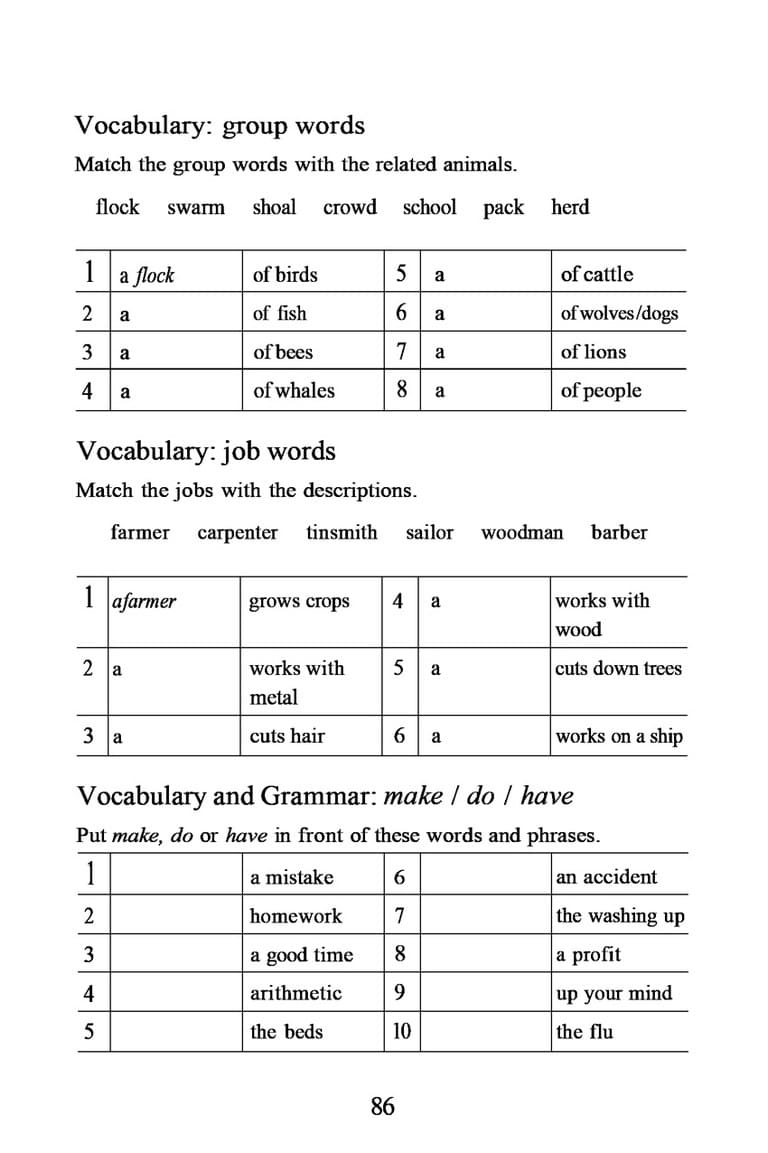 Vocabulary: group words
Match the group words with the related animals.
flock swarm shoal crowd school pack herd
1 a flock of birds 5 a of cattle
2 a of fish 6 a of wolves/dogs
3 a of bees 7 a of lions
4 a of whales 8 a of people
Vocabulary: job words
Match the jobs with the descriptions.
farmer carpenter tinsmith sailor woodman barber
1 afarmer grows crops 4 a works with
wood
2 a works with 5 a cuts down trees
metal
3 a cuts hair 6 a works on a ship
Vocabulary and Grammar: make / do / have
Put make, do or have in front of these words and phrases.
1 a mistake 6 an accident
2 homework 7 the washing up
3 a good time 8 a profit
4 arithmetic 9 up your mind
5 the beds 10 the flu
86